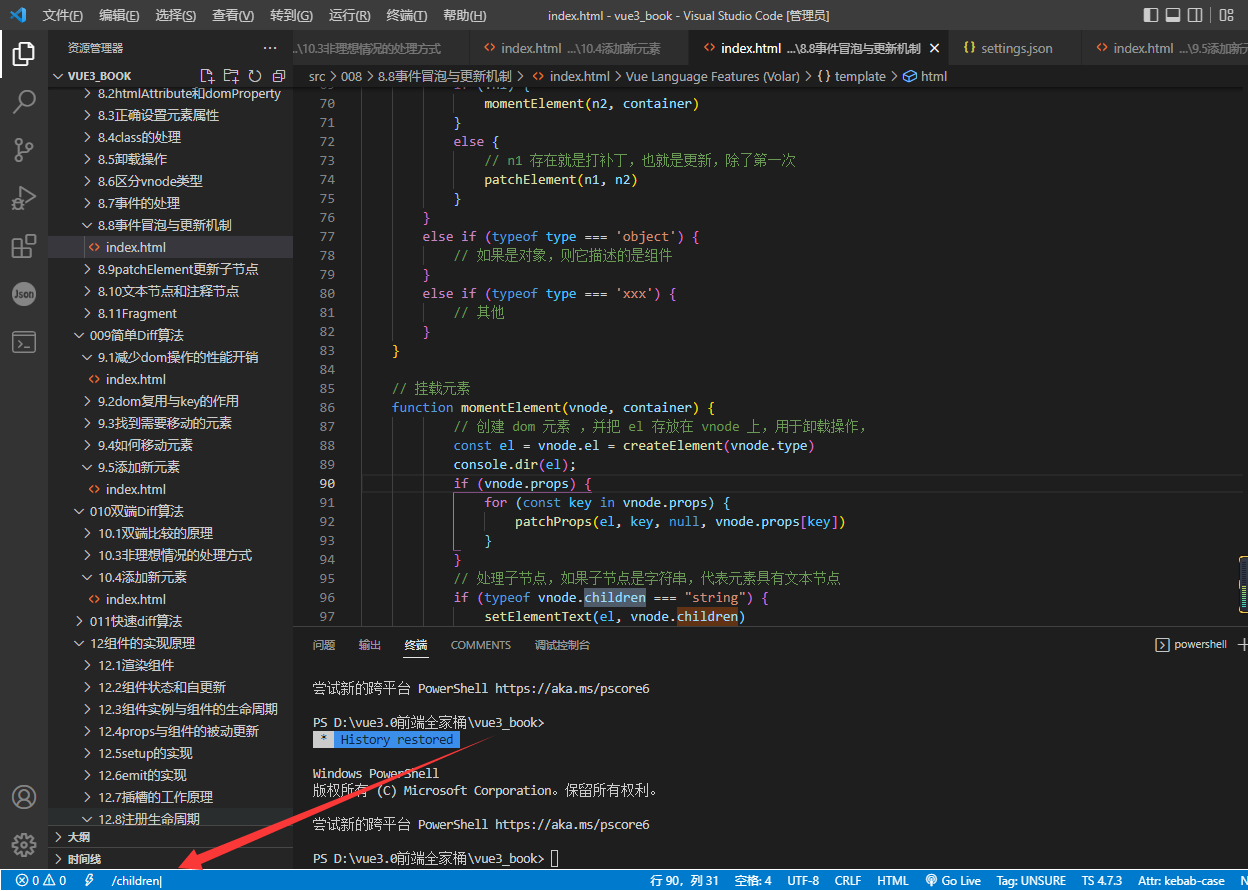 文件(F) 编辑(E) 选择(S) 查看(V) 转到(G) 运行(R) 终端(T) 帮助(H) index.html - vue3_book - Visual Studio Code [管理员]
资源管理器 ···
VUE3_BOOK
8.2htmlAttribute和domProperty
8.3正确设置元素属性
8.4class的处理
8.5卸载操作
8.6区分vnode类型
8.7事件的处理
8.8事件冒泡与更新机制
index.html
8.9patchElement更新子节点
8.10文本节点和注释节点
8.11Fragment
009简单Diff算法
9.1减少dom操作的性能开销
index.html
9.2dom复用与key的作用
9.3找到需要移动的元素
9.4如何移动元素
9.5添加新元素
index.html
010双端Diff算法
10.1双端比较的原理
10.3非理想情况的处理方式
10.4添加新元素
index.html
011快速diff算法
12组件的实现原理
12.1渲染组件
12.2组件状态和自更新
12.3组件实例与组件的生命周期
12.4props与组件的被动更新
12.5setup的实现
12.6emit的实现
12.7插槽的工作原理
12.8注册生命周期
大纲
时间线
Json
...\10.3非理想情况的处理方式 index.html ...\10.4添加新元素 index.html ...\8.8事件冒泡与更新机制 settings.json index.html ...\9.5添加新元
src > 008 > 8.8事件冒泡与更新机制 > index.html > Vue Language Features (Volar) > {} template > html
70 momentElement(n2, container)
71 }
72 else {
73 // n1 存在就是打补丁，也就是更新，除了第一次
74 patchElement(n1, n2)
75 }
76 }
77 else if (typeof type === 'object') {
78 // 如果是对象，则它描述的是组件
79 }
80 else if (typeof type === 'xxx') {
81 // 其他
82 }
83 }
84
85 // 挂载元素
86 function momentElement(vnode, container) {
87 // 创建 dom 元素 ，并把 el 存放在 vnode 上，用于卸载操作，
88 const el = vnode.el = createElement(vnode.type)
89 console.dir(el);
90 if (vnode.props) {
91 for (const key in vnode.props) {
92 patchProps(el, key, null, vnode.props[key])
93 }
94 }
95 // 处理子节点，如果子节点是字符串，代表元素具有文本节点
96 if (typeof vnode.children === "string") {
97 setElementText(el, vnode.children)
问题 输出 终端 COMMENTS 调试控制台 powershell
尝试新的跨平台 PowerShell https://aka.ms/pscore6
PS D:\vue3.0前端全家桶\vue3_book>
* History restored
Windows PowerShell
版权所有 (C) Microsoft Corporation。保留所有权利。
尝试新的跨平台 PowerShell https://aka.ms/pscore6
PS D:\vue3.0前端全家桶\vue3_book>
0 0 /children| 行 90，列 31 空格: 4 UTF-8 CRLF HTML Go Live Tag: UNSURE TS 4.7.3 Attr: kebab-case